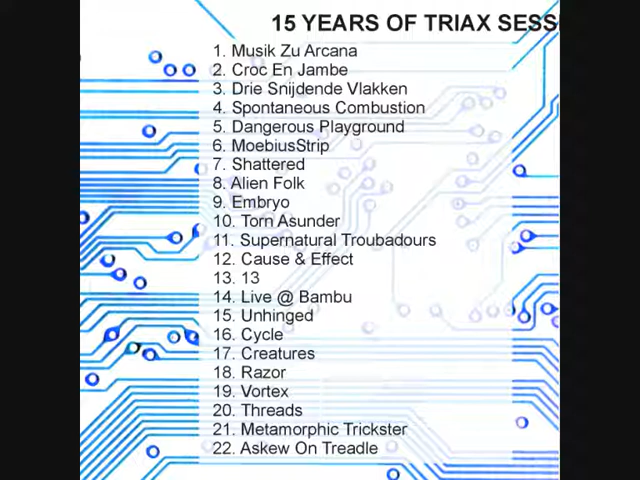 15 YEARS OF TRIAX SESS
1. Musik Zu Arcana
2. Croc En Jambe
3. Drie Snijdende Vlakken
4. Spontaneous Combustion
5. Dangerous Playground
6. MoebiusStrip
7. Shattered
8. Alien Folk
9. Embryo
10. Torn Asunder
11. Supernatural Troubadours
12. Cause & Effect
13. 13
14. Live @ Bambu
15. Unhinged
16. Cycle
17. Creatures
18. Razor
19. Vortex
20. Threads
21. Metamorphic Trickster
22. Askew On Treadle